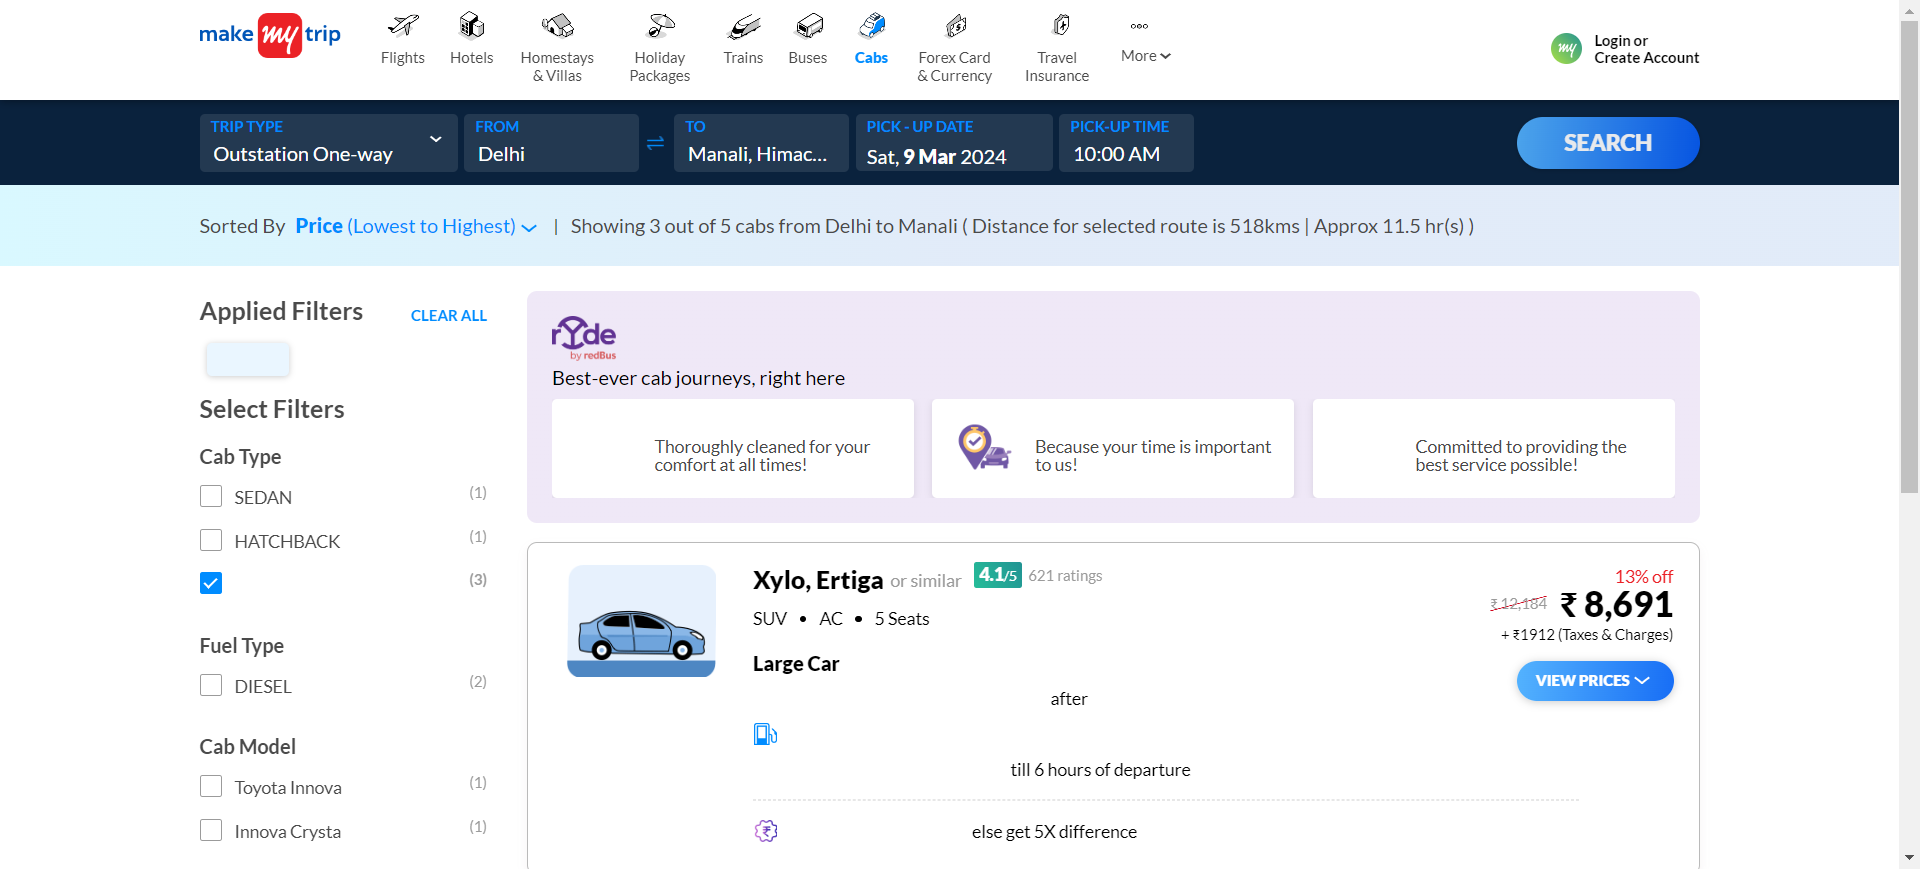 make my trip
Flights
Hotels
Homestays
& Villas
Holiday
Packages
Trains
Buses
Cabs
Forex Card
& Currency
Travel
Insurance
More
my
Login or
Create Account
TRIP TYPE
Outstation One-way
FROM
Delhi
TO
Manali, Himac...
PICK - UP DATE
Sat, 9 Mar 2024
PICK-UP TIME
10:00 AM
SEARCH
Sorted By Price (Lowest to Highest) | Showing 3 out of 5 cabs from Delhi to Manali ( Distance for selected route is 518kms | Approx 11.5 hr(s) )
Applied Filters
CLEAR ALL
Select Filters
Cab Type
SEDAN (1)
HATCHBACK (1)
(3)
Fuel Type
DIESEL (2)
Cab Model
Toyota Innova (1)
Innova Crysta (1)
rYde
by redBus
Best-ever cab journeys, right here
Thoroughly cleaned for your
comfort at all times!
Because your time is important
to us!
Committed to providing the
best service possible!
Xylo, Ertiga or similar 4.1/5 621 ratings
SUV • AC • 5 Seats
Large Car
after
till 6 hours of departure
₹
else get 5X difference
13% off
₹ 12,184 ₹ 8,691
+ ₹1912 (Taxes & Charges)
VIEW PRICES